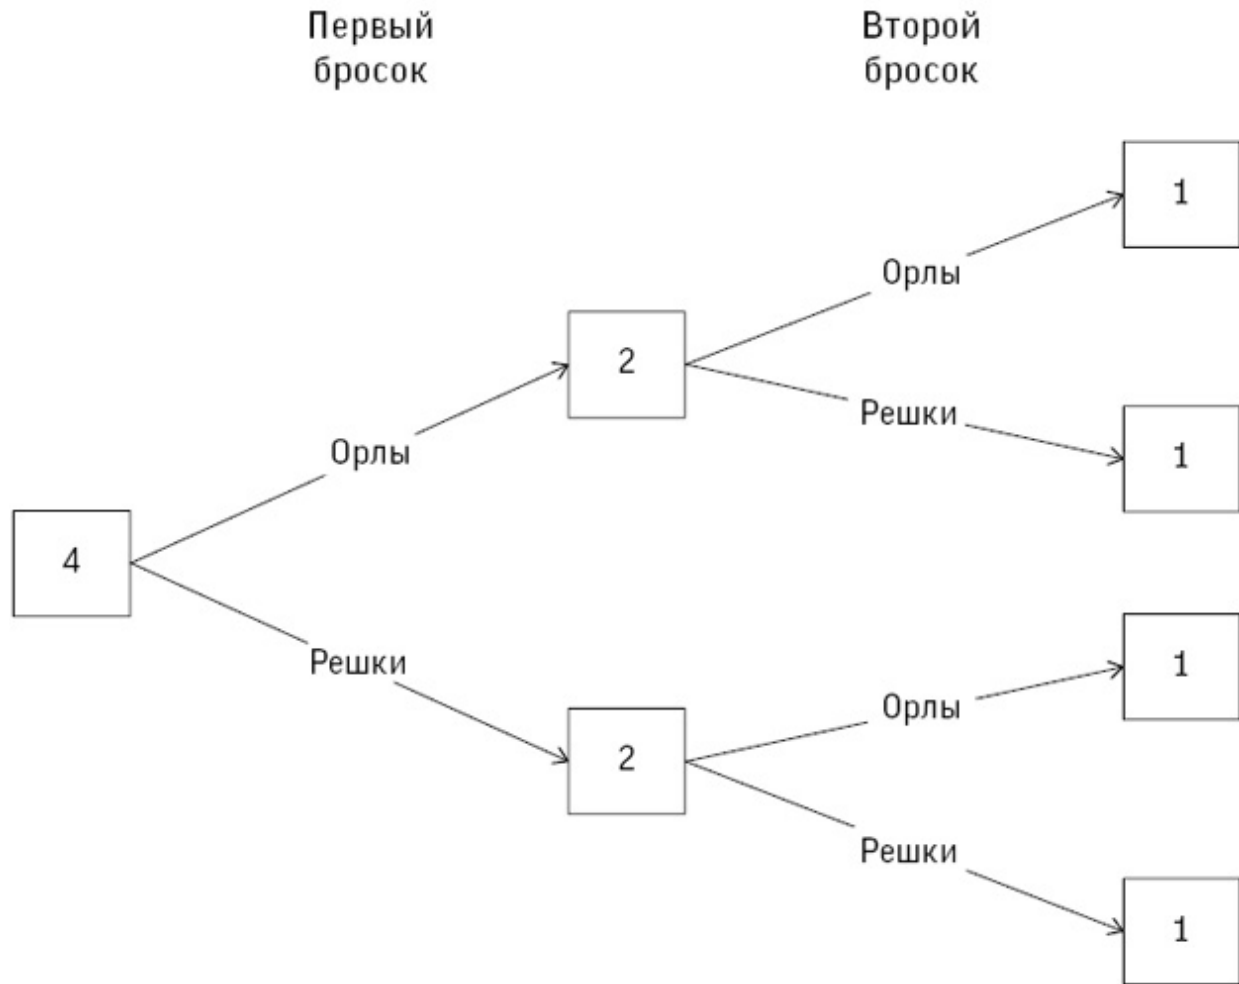 Первый
бросок
Второй
бросок
1
Орлы
2
Решки
1
Орлы
4
Решки
1
Орлы
2
Решки
1